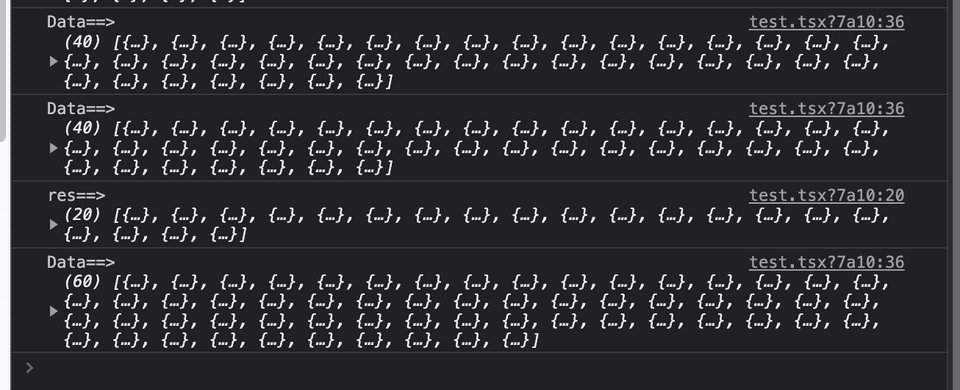 Data==> test.tsx?7a10:36
(40) [{…}, {…}, {…}, {…}, {…}, {…}, {…}, {…}, {…}, {…}, {…}, {…}, {…}, {…}, {…}, {…},
{…}, {…}, {…}, {…}, {…}, {…}, {…}, {…}, {…}, {…}, {…}, {…}, {…}, {…}, {…}, {…}, {…},
{…}, {…}, {…}, {…}, {…}, {…}, {…}]
Data==> test.tsx?7a10:36
(40) [{…}, {…}, {…}, {…}, {…}, {…}, {…}, {…}, {…}, {…}, {…}, {…}, {…}, {…}, {…}, {…},
{…}, {…}, {…}, {…}, {…}, {…}, {…}, {…}, {…}, {…}, {…}, {…}, {…}, {…}, {…}, {…}, {…},
{…}, {…}, {…}, {…}, {…}, {…}, {…}]
res==> test.tsx?7a10:20
(20) [{…}, {…}, {…}, {…}, {…}, {…}, {…}, {…}, {…}, {…}, {…}, {…}, {…}, {…}, {…}, {…},
{…}, {…}, {…}, {…}]
Data==> test.tsx?7a10:36
(60) [{…}, {…}, {…}, {…}, {…}, {…}, {…}, {…}, {…}, {…}, {…}, {…}, {…}, {…}, {…}, {…},
{…}, {…}, {…}, {…}, {…}, {…}, {…}, {…}, {…}, {…}, {…}, {…}, {…}, {…}, {…}, {…}, {…},
{…}, {…}, {…}, {…}, {…}, {…}, {…}, {…}, {…}, {…}, {…}, {…}, {…}, {…}, {…}, {…}, {…},
{…}, {…}, {…}, {…}, {…}, {…}, {…}, {…}, {…}, {…}]